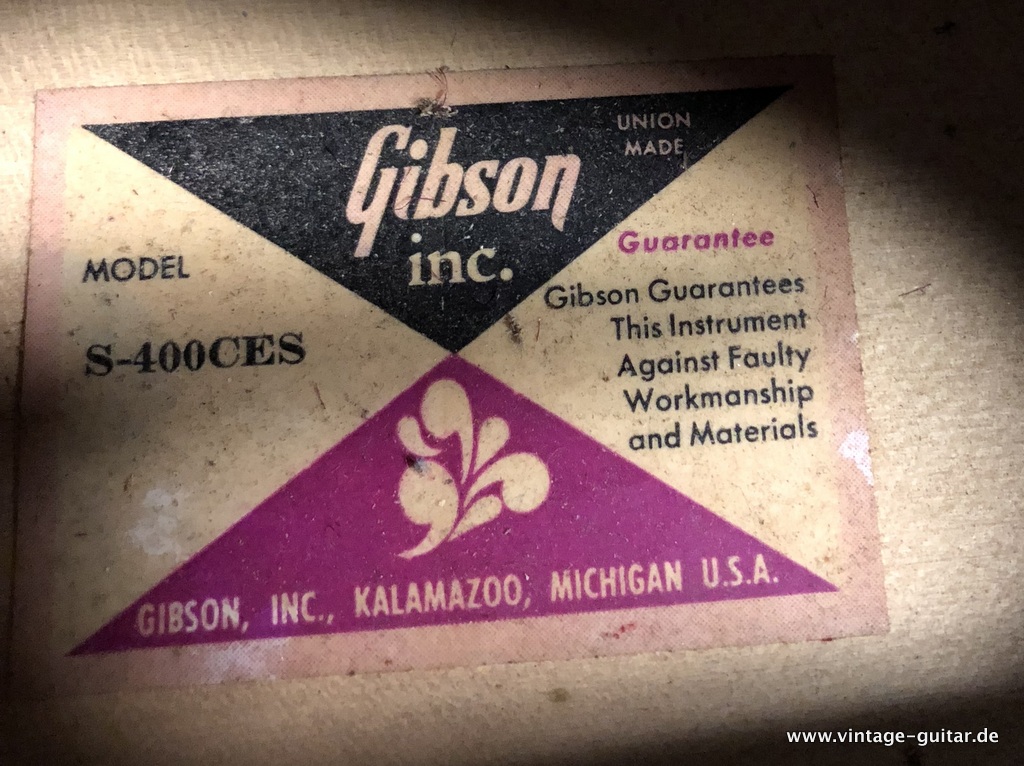 Gibson
inc.
UNION
MADE
MODEL
S-400CES
Guarantee
Gibson Guarantees
This Instrument
Against Faulty
Workmanship
and Materials
GIBSON, INC., KALAMAZOO, MICHIGAN U.S.A.
www.vintage-guitar.de